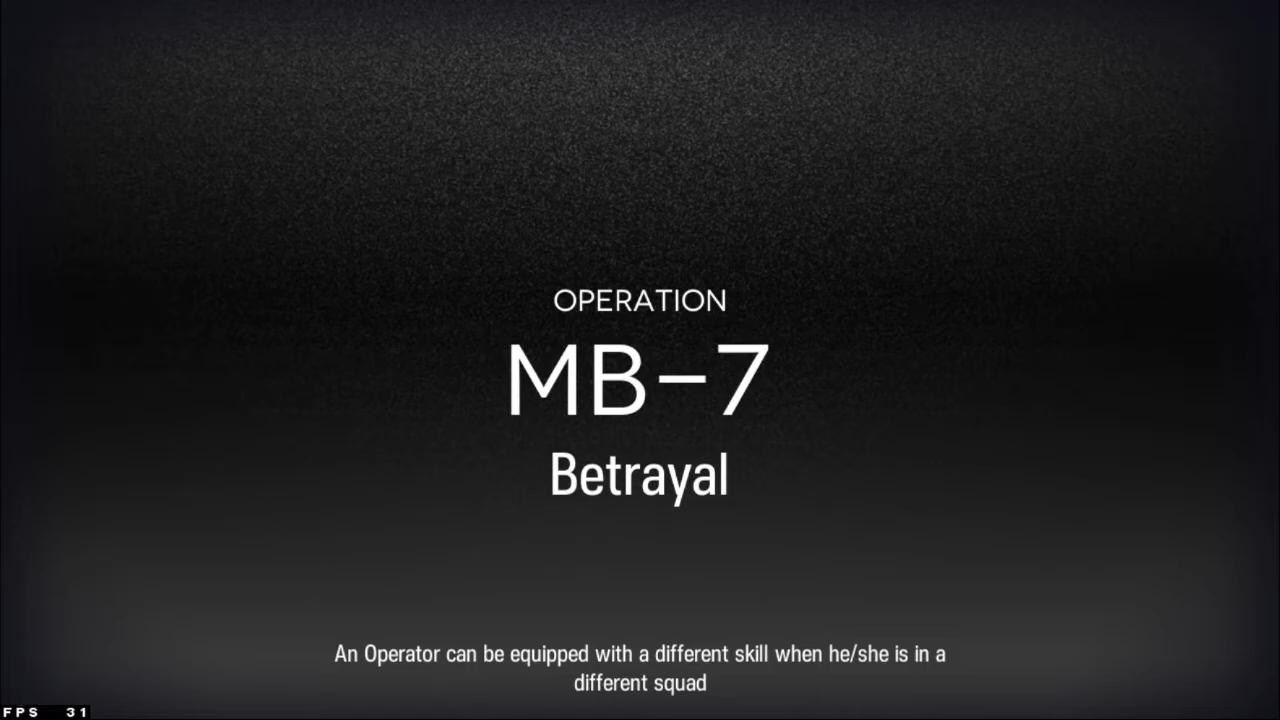 OPERATION
MB-7
Betrayal
An Operator can be equipped with a different skill when he/she is in a
different squad
FPS 31